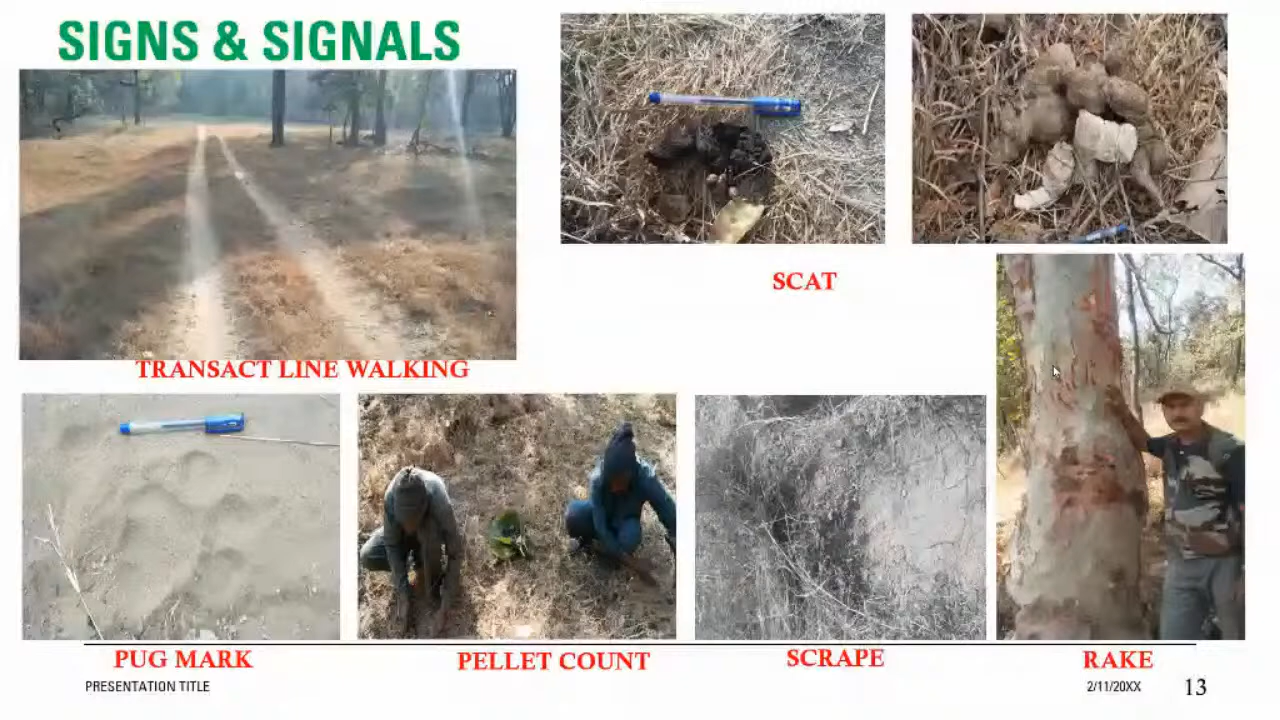 SIGNS & SIGNALS
SCAT
TRANSACT LINE WALKING
PUG MARK
PELLET COUNT
SCRAPE
RAKE
PRESENTATION TITLE
2/11/20XX
13